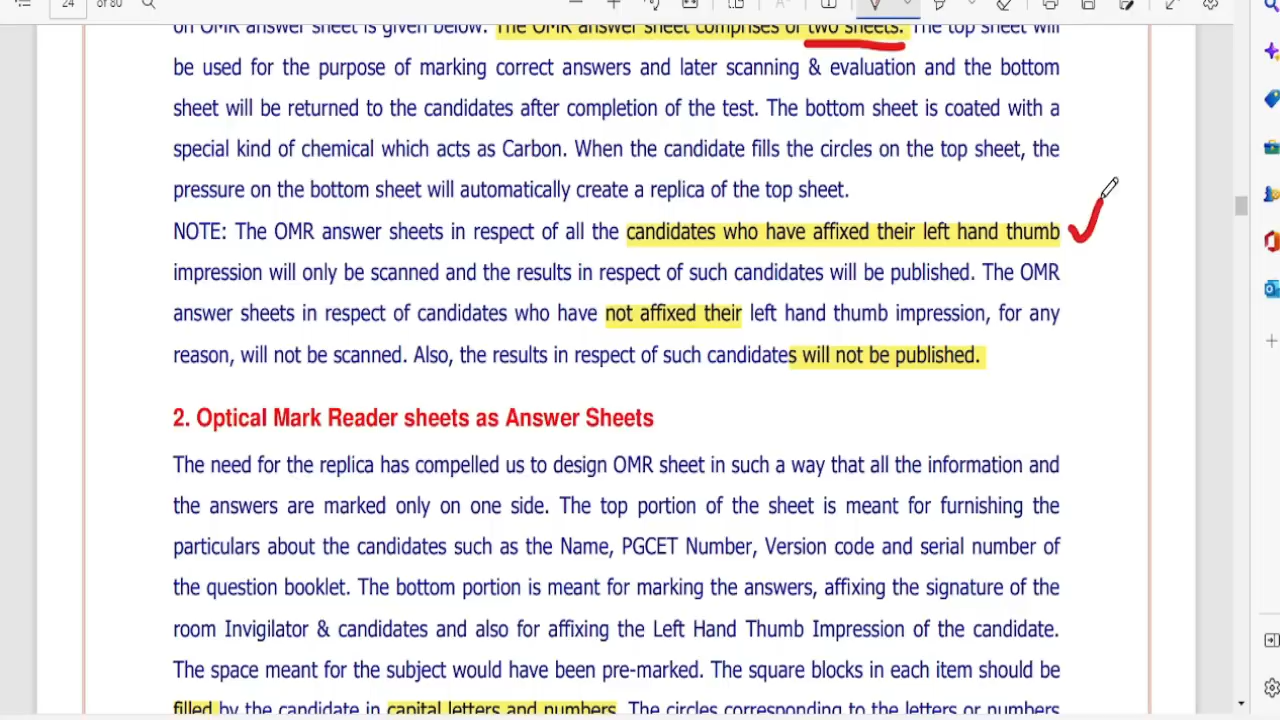 24 of 80
on OMR answer sheet is given below. The OMR answer sheet comprises of two sheets. The top sheet will
be used for the purpose of marking correct answers and later scanning & evaluation and the bottom
sheet will be returned to the candidates after completion of the test. The bottom sheet is coated with a
special kind of chemical which acts as Carbon. When the candidate fills the circles on the top sheet, the
pressure on the bottom sheet will automatically create a replica of the top sheet.
NOTE: The OMR answer sheets in respect of all the candidates who have affixed their left hand thumb
impression will only be scanned and the results in respect of such candidates will be published. The OMR
answer sheets in respect of candidates who have not affixed their left hand thumb impression, for any
reason, will not be scanned. Also, the results in respect of such candidates will not be published.
2. Optical Mark Reader sheets as Answer Sheets
The need for the replica has compelled us to design OMR sheet in such a way that all the information and
the answers are marked only on one side. The top portion of the sheet is meant for furnishing the
particulars about the candidates such as the Name, PGCET Number, Version code and serial number of
the question booklet. The bottom portion is meant for marking the answers, affixing the signature of the
room Invigilator & candidates and also for affixing the Left Hand Thumb Impression of the candidate.
The space meant for the subject would have been pre-marked. The square blocks in each item should be
filled by the candidate in capital letters and numbers. The circles corresponding to the letters or numbers